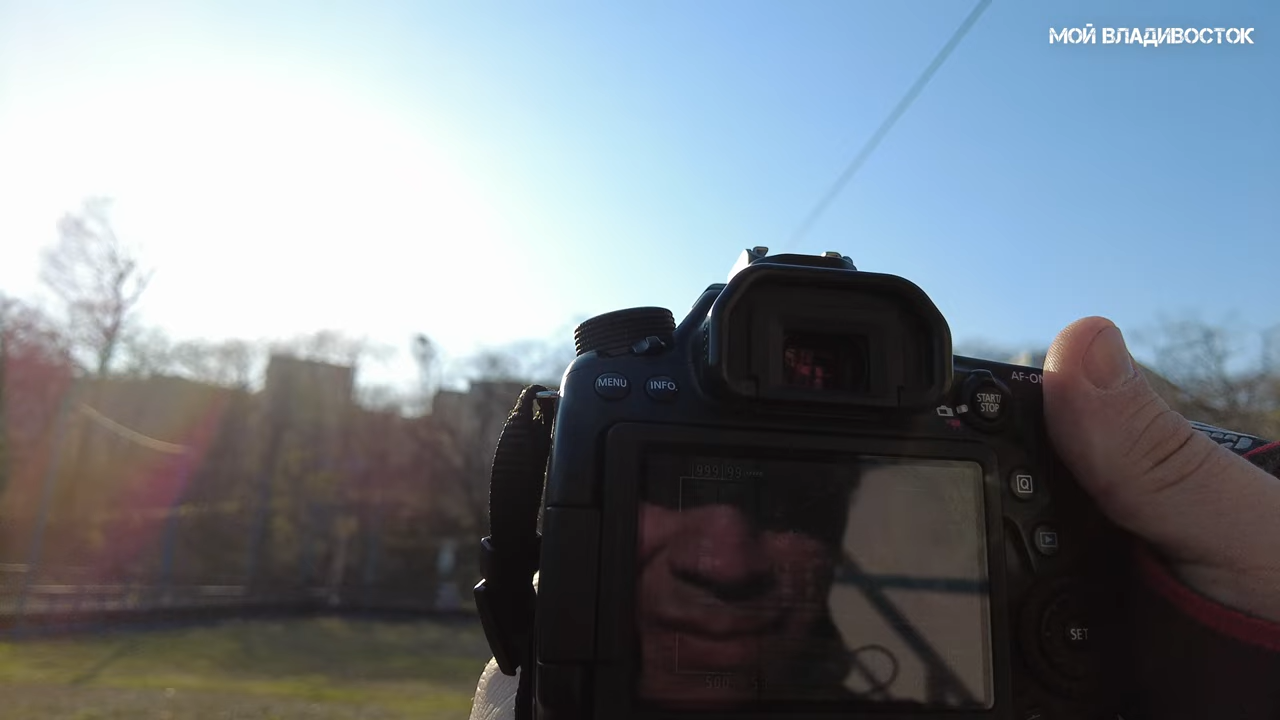 МОЙ ВЛАДИВОСТОК
MENU
INFO.
AF-ON
START/
STOP
Q
SET